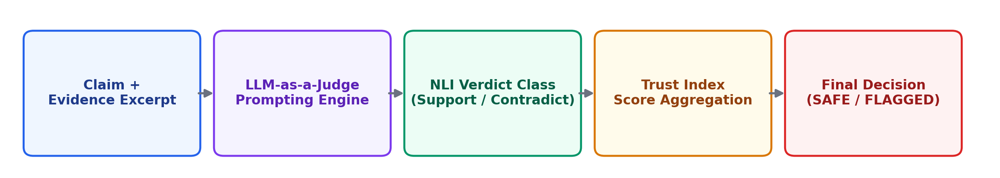 Claim +
Evidence Excerpt
LLM-as-a-Judge
Prompting Engine
NLI Verdict Class
(Support / Contradict)
Trust Index
Score Aggregation
Final Decision
(SAFE / FLAGGED)